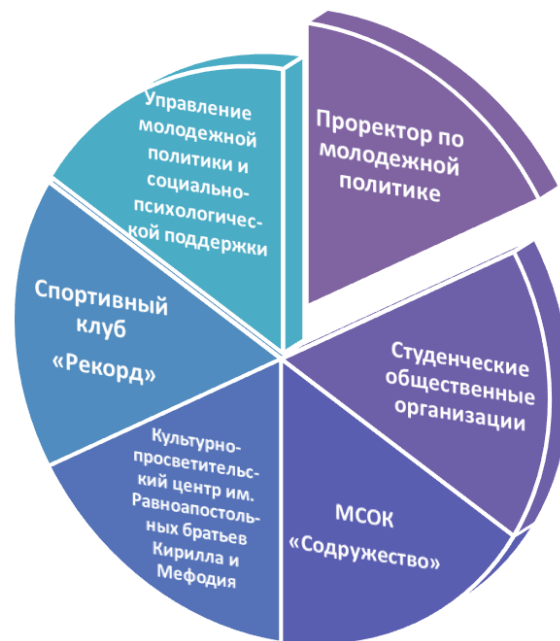 Управление
молодежной
политики и
социально-
психологичес-
кой поддержки
Проректор по
молодежной
политике
Спортивный
клуб
«Рекорд»
Студенческие
общественные
организации
Культурно-
просветительс-
кий центр им.
Равноапостоль-
ных братьев
Кирилла и
Мефодия
МСОК
«Содружество»